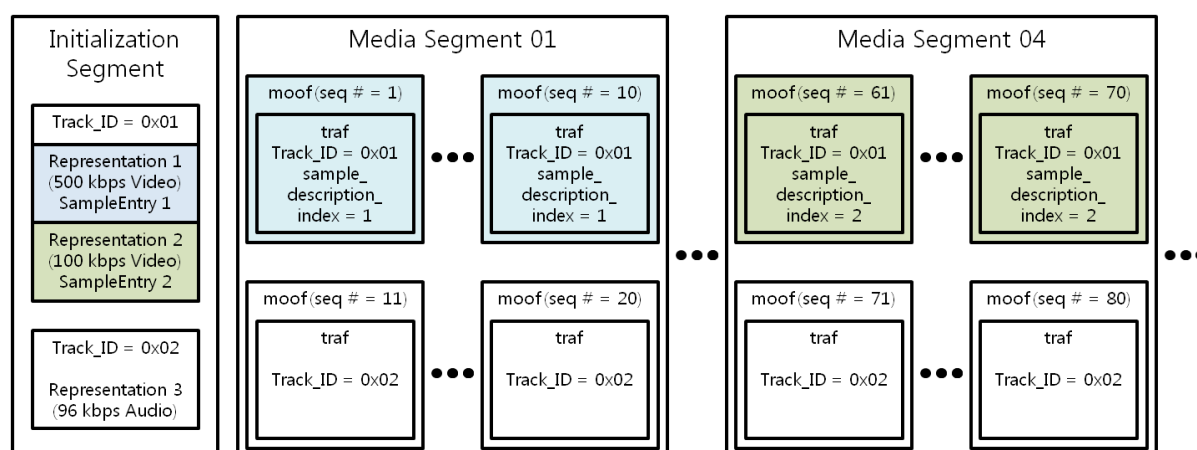 Initialization
Segment
Track_ID = 0x01
Representation 1
(500 kbps Video)
SampleEntry 1
Representation 2
(100 kbps Video)
SampleEntry 2
Track_ID = 0x02
Representation 3
(96 kbps Audio)
Media Segment 01
moof(seq # = 1)
traf
Track_ID = 0x01
sample_
description_
index = 1
moof(seq # = 10)
traf
Track_ID = 0x01
sample_
description_
index = 1
moof(seq # = 11)
traf
Track_ID = 0x02
moof(seq # = 20)
traf
Track_ID = 0x02
Media Segment 04
moof(seq # = 61)
traf
Track_ID = 0x01
sample_
description_
index = 2
moof(seq # = 70)
traf
Track_ID = 0x01
sample_
description_
index = 2
moof(seq # = 71)
traf
Track_ID = 0x02
moof(seq # = 80)
traf
Track_ID = 0x02